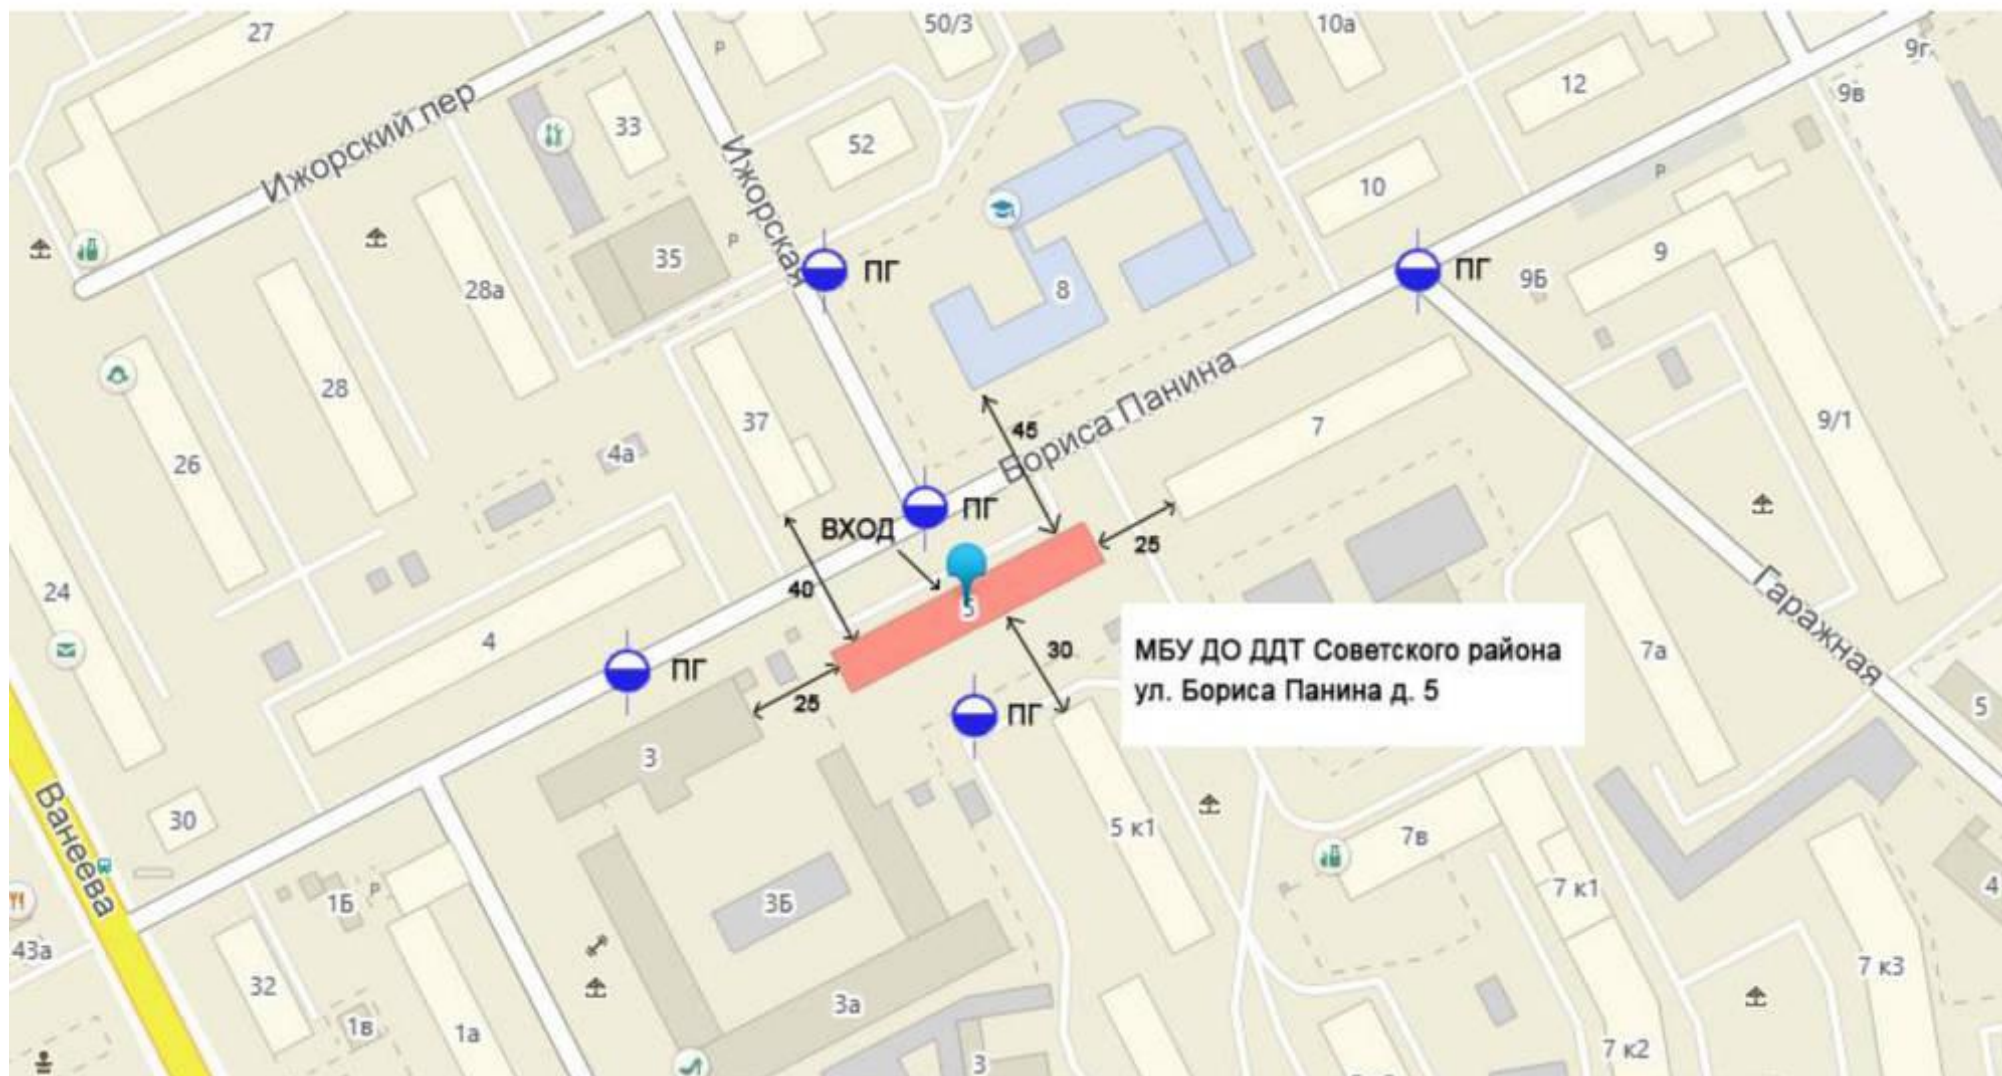 27
50/3
10а
9г
12
9в
Ижорский пер
33
52
Ижорская
10
35
28а
8
ПГ
ПГ
9
9Б
28
26
37
4а
45
Бориса Панина
7
9/1
ПГ
ВХОД
25
24
40
5
4
30
МБУ ДО ДДТ Советского района
ул. Бориса Панина д. 5
7а
Гаражная
ПГ
25
ПГ
5
3
30
Ванеева
5 к1
7в
7 к1
4
1Б
3Б
43а
32
7 к3
3а
1в
1а
7 к2
3
Р
Р
Р
Р
Р